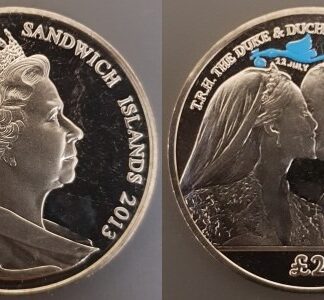 SANDWICH ISLANDS 2013
T.R.H. THE DUKE & DUCH
22 JULY
£2